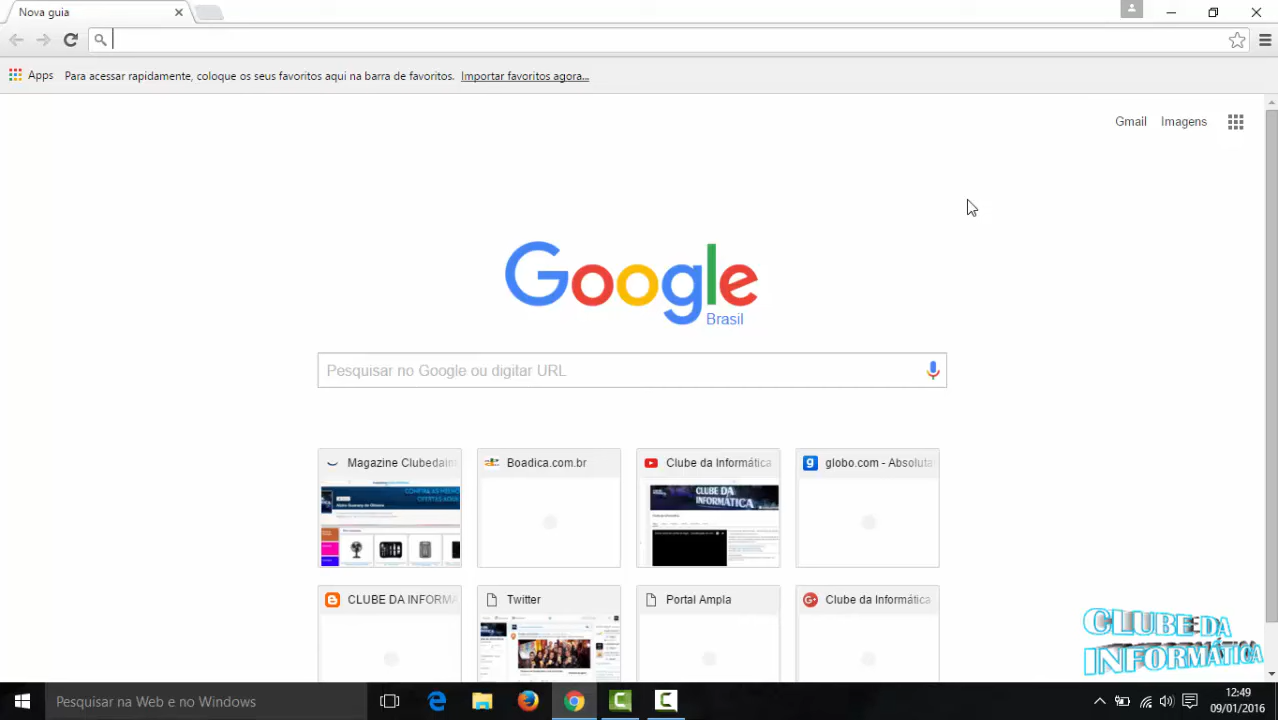 Nova guia
Apps Para acessar rapidamente, coloque os seus favoritos aqui na barra de favoritos. Importar favoritos agora...
Gmail Imagens
Google
Brasil
Pesquisar no Google ou digitar URL
Magazine Clubedain
Boadica.com.br
Clube da Informática
globo.com - Absoluta
CLUBE DA
INFORMÁTICA
CLUBE DA INFORMA
Twitter
Portal Ampla
Clube da Informática
CLUBE DA
INFORMÁTICA
Pesquisar na Web e no Windows
12:49
09/01/2016